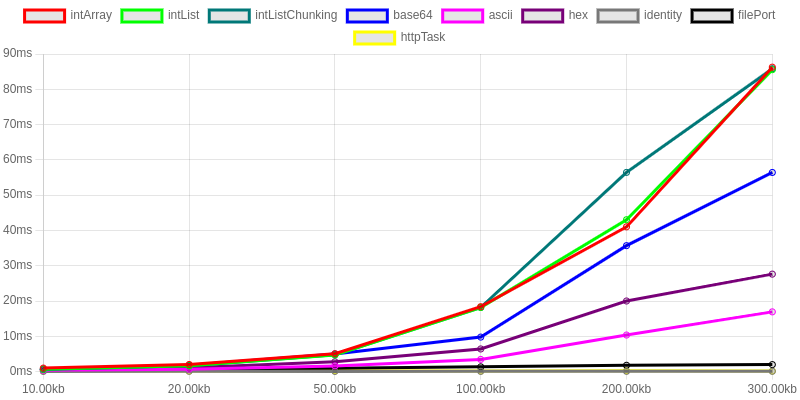 intArray intList intListChunking base64 ascii hex identity filePort
httpTask
90ms
80ms
70ms
60ms
50ms
40ms
30ms
20ms
10ms
0ms
10.00kb 20.00kb 50.00kb 100.00kb 200.00kb 300.00kb